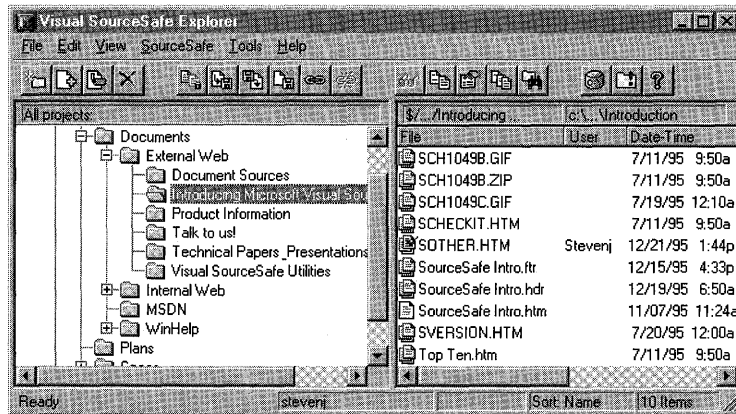 Visual SourceSafe Explorer
File Edit View SourceSafe Tools Help
All projects:
Documents
External Web
Document Sources
Introducing Microsoft Visual Sou
Product Information
Talk to us!
Technical Papers_Presentations
Visual SourceSafe Utilities
Internal Web
MSDN
WinHelp
Plans
$/.../Introducing ... c:\...\Introduction
File User Date-Time
SCH1049B.GIF 7/11/95 9:50a
SCH1049B.ZIP 7/11/95 9:50a
SCH1049C.GIF 7/19/95 12:10a
SCHECKIT.HTM 7/11/95 9:50a
SOTHER.HTM Stevenj 12/21/95 1:44p
SourceSafe Intro.ftr 12/15/95 4:33p
SourceSafe Intro.hdr 12/19/95 6:50a
SourceSafe Intro.htm 11/07/95 11:24a
SVERSION.HTM 7/20/95 12:00a
Top Ten.htm 7/11/95 9:50a
Ready stevenj Sort: Name 10 Items